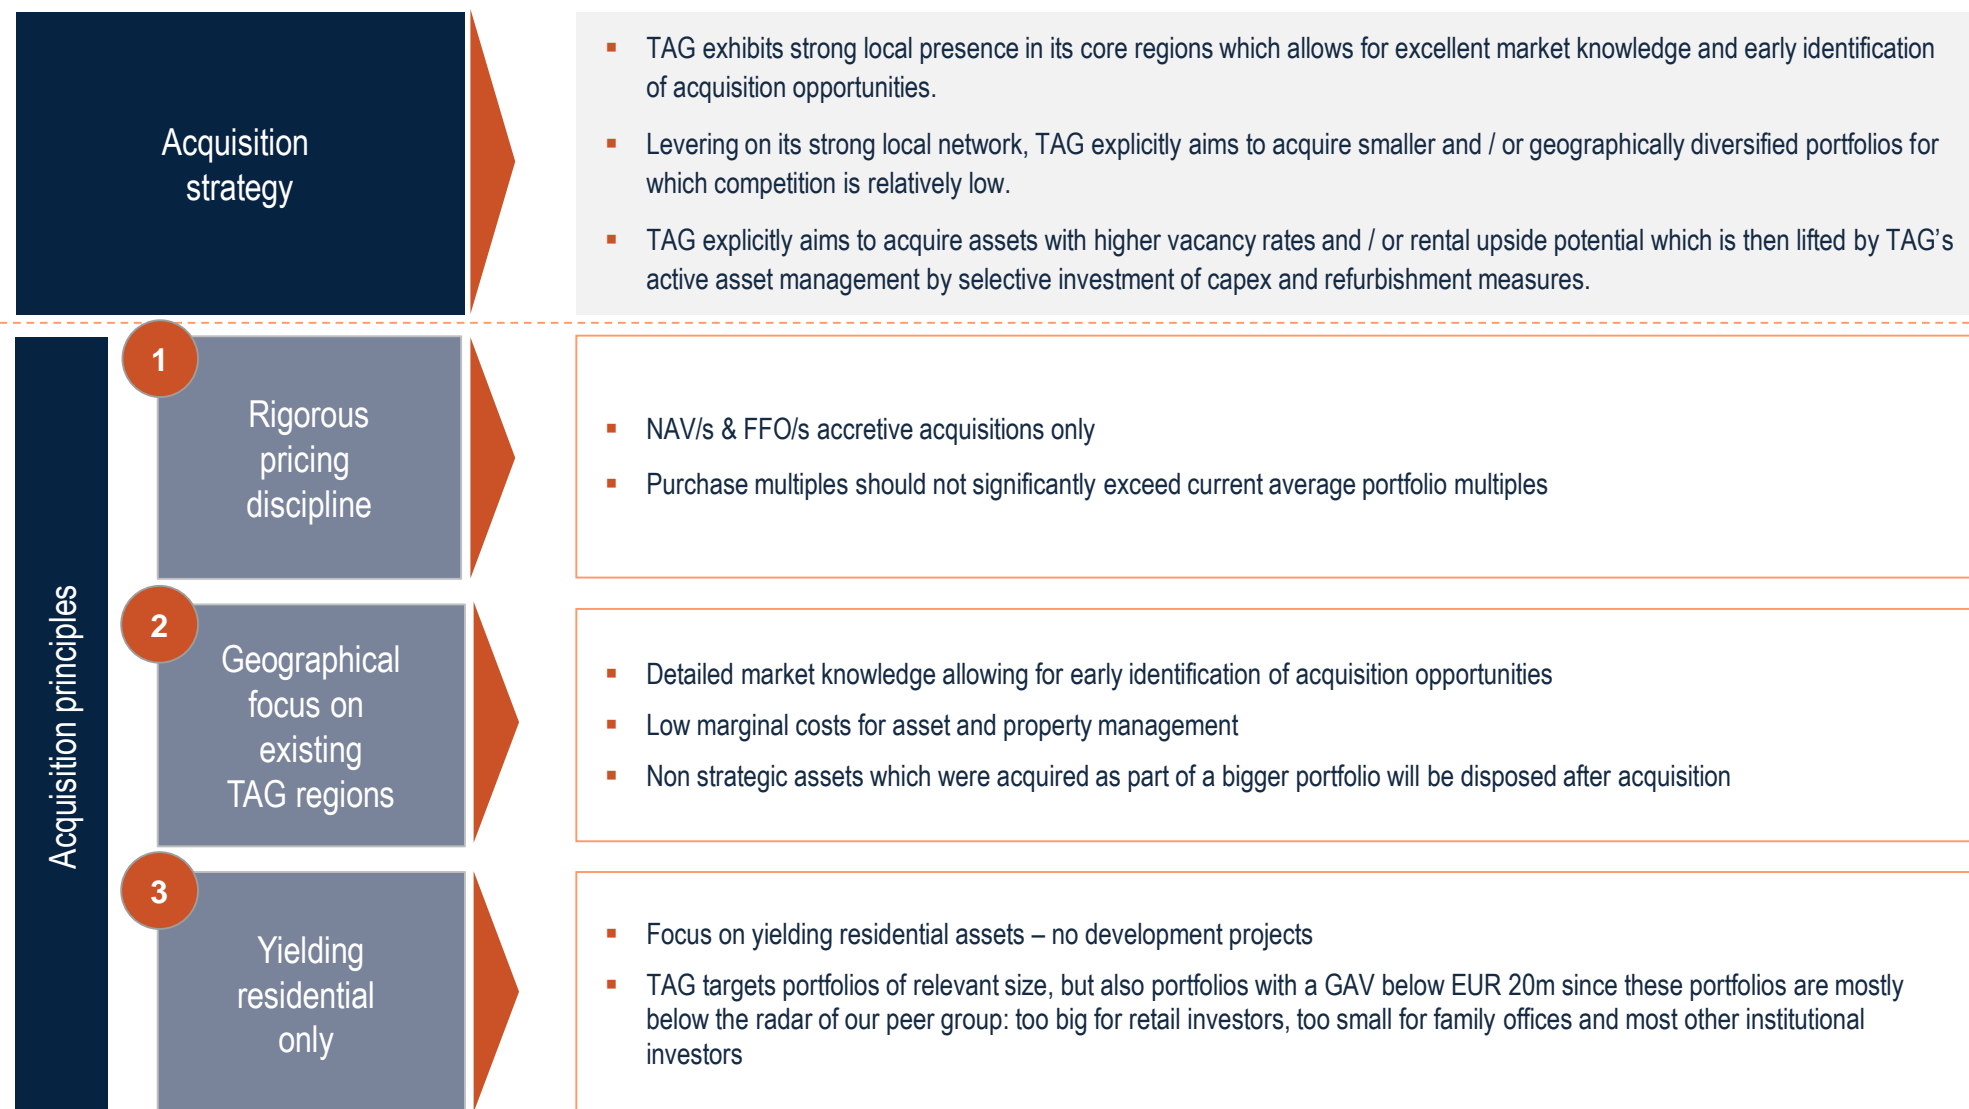 Acquisition
strategy
▪ TAG exhibits strong local presence in its core regions which allows for excellent market knowledge and early identification
of acquisition opportunities.
▪ Levering on its strong local network, TAG explicitly aims to acquire smaller and / or geographically diversified portfolios for
which competition is relatively low.
▪ TAG explicitly aims to acquire assets with higher vacancy rates and / or rental upside potential which is then lifted by TAG's
active asset management by selective investment of capex and refurbishment measures.
Acquisition principles
1
Rigorous
pricing
discipline
▪ NAV/s & FFO/s accretive acquisitions only
▪ Purchase multiples should not significantly exceed current average portfolio multiples
2
Geographical
focus on
existing
TAG regions
▪ Detailed market knowledge allowing for early identification of acquisition opportunities
▪ Low marginal costs for asset and property management
▪ Non strategic assets which were acquired as part of a bigger portfolio will be disposed after acquisition
3
Yielding
residential
only
▪ Focus on yielding residential assets – no development projects
▪ TAG targets portfolios of relevant size, but also portfolios with a GAV below EUR 20m since these portfolios are mostly
below the radar of our peer group: too big for retail investors, too small for family offices and most other institutional
investors